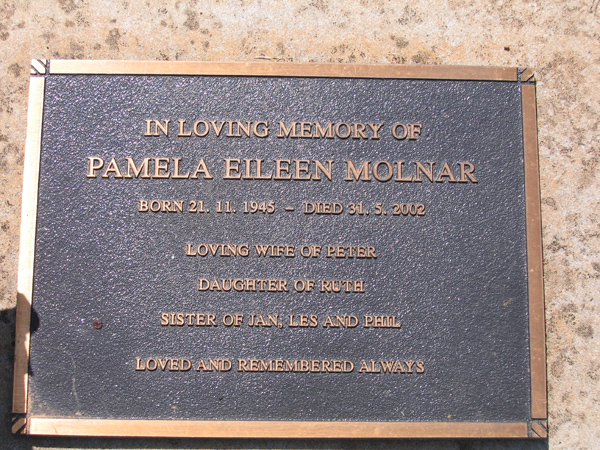 IN LOVING MEMORY OF
PAMELA EILEEN MOLNAR
BORN 21. 11. 1945 – DIED 31. 5. 2002
LOVING WIFE OF PETER
DAUGHTER OF RUTH
SISTER OF JAN, LES AND PHIL
LOVED AND REMEMBERED ALWAYS